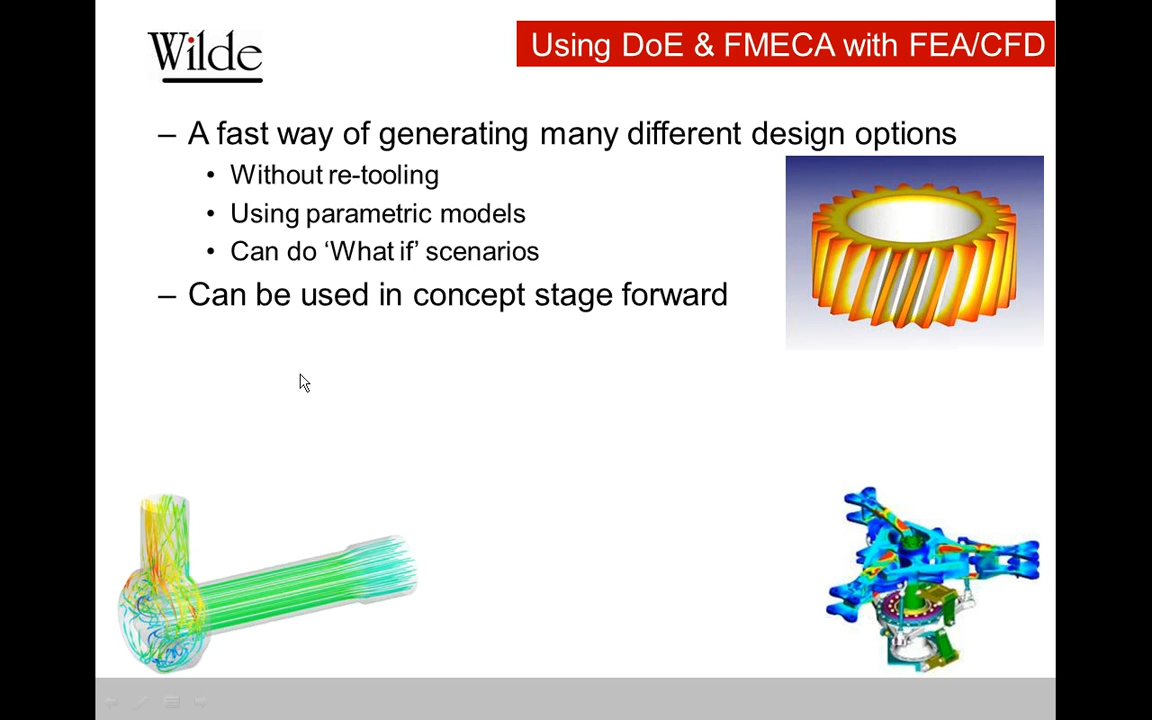 Wilde
Using DoE & FMECA with FEA/CFD
– A fast way of generating many different design options
• Without re-tooling
• Using parametric models
• Can do ‘What if’ scenarios
– Can be used in concept stage forward